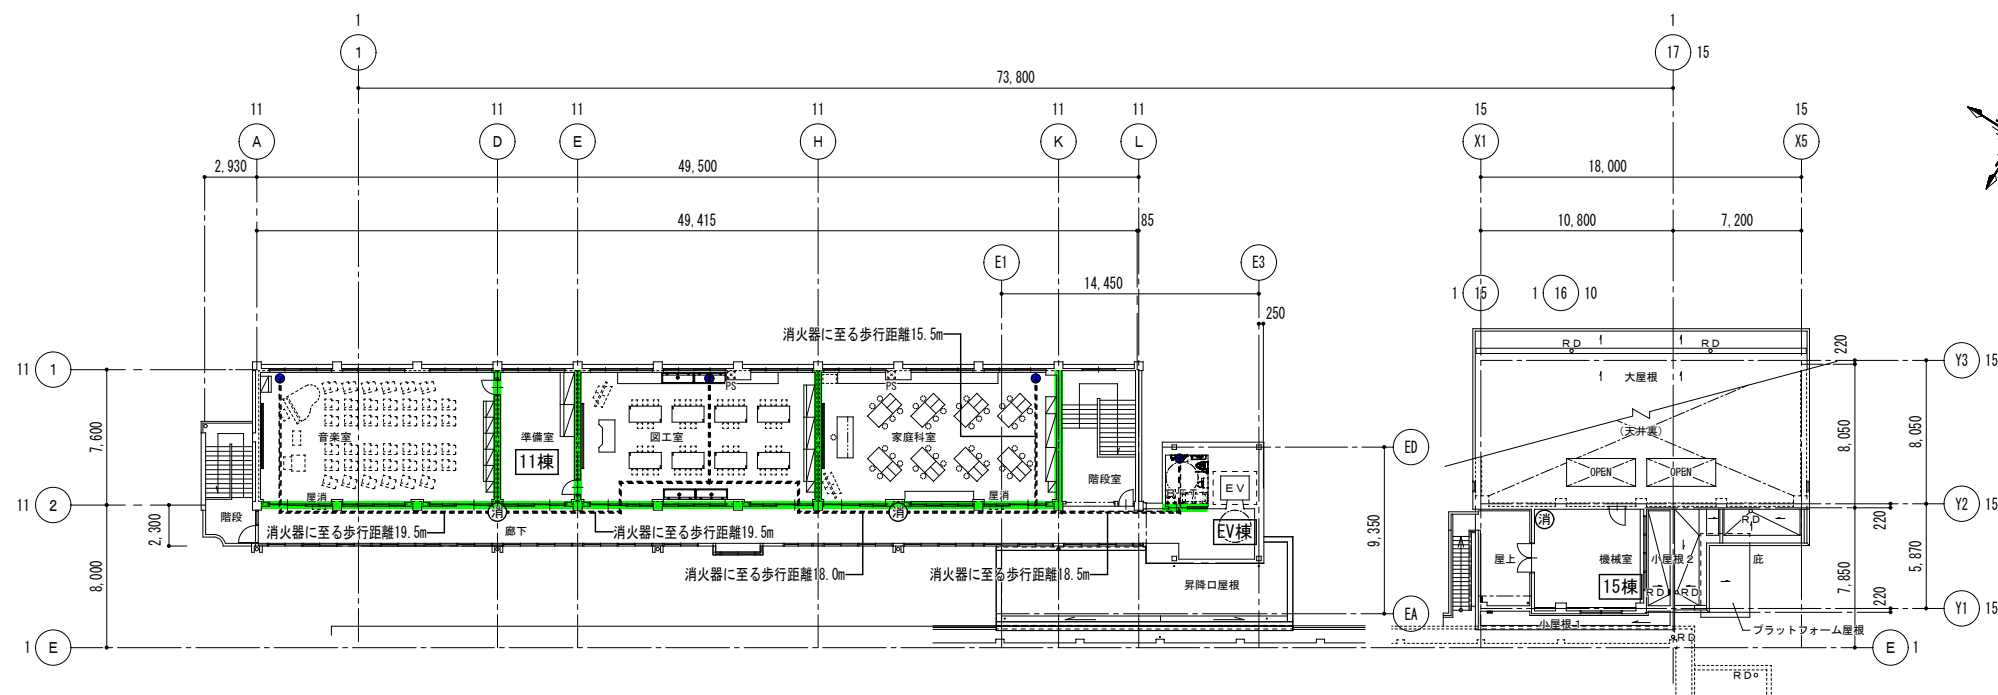 1
1
1
17 15
73,800
11
11
11
11
11
11
15
15
A
D
E
H
K
L
X1
X5
2,930
49,500
18,000
49,415
85
10,800
7,200
E1
E3
14,450
1 15
1 16 10
250
消火器に至る歩行距離15.5m
RD
RD
220
11 1
Y3 15
大屋根
PS
PS
7,600
音楽室
準備室
図工室
家庭科室
(天井裏)
8,050
8,050
11棟
ED
階段室
OPEN
OPEN
EV
屋消
屋消
11 2
階段
消
消
消
RD
Y2 15
220
消火器に至る歩行距離19.5m
廊下
消火器に至る歩行距離19.5m
EV棟
2,300
9,350
屋上
機械室
小屋根2
庇
消火器に至る歩行距離18.0m
消火器に至る歩行距離18.5m
8,000
昇降口屋根
15棟
7,850
5,870
RD
RD
220
EA
Y1 15
小屋根1
プラットフォーム屋根
1 E
RD
E 1
RD